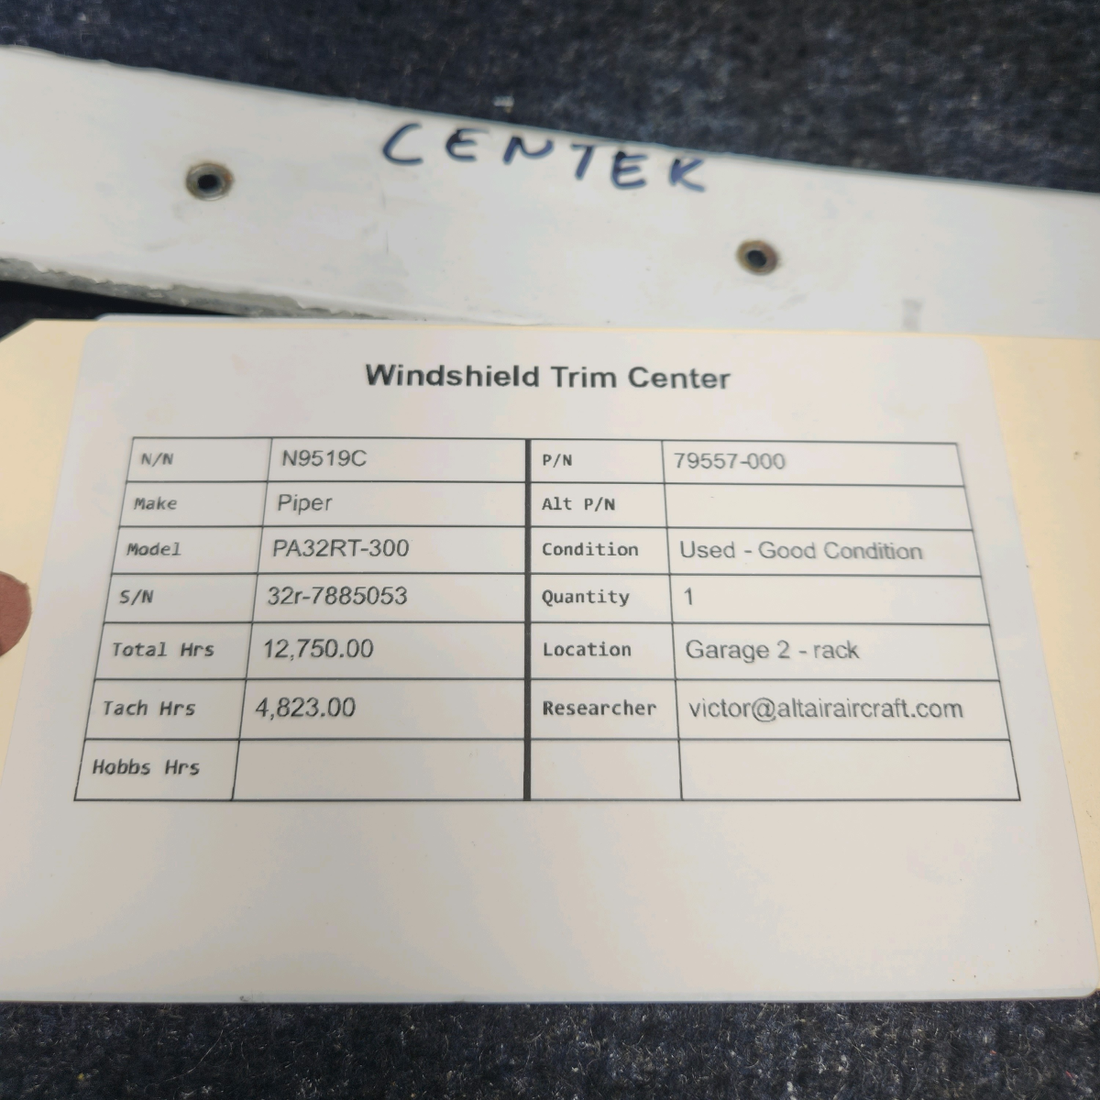 CENTER
Windshield Trim Center
N/N N9519C P/N 79557-000
Make Piper Alt P/N
Model PA32RT-300 Condition Used - Good Condition
S/N 32r-7885053 Quantity 1
Total Hrs 12,750.00 Location Garage 2 - rack
Tach Hrs 4,823.00 Researcher victor@altairaircraft.com
Hobbs Hrs